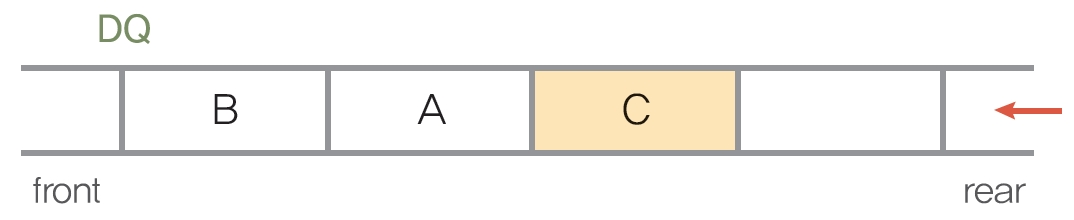 DQ
B A C
front rear